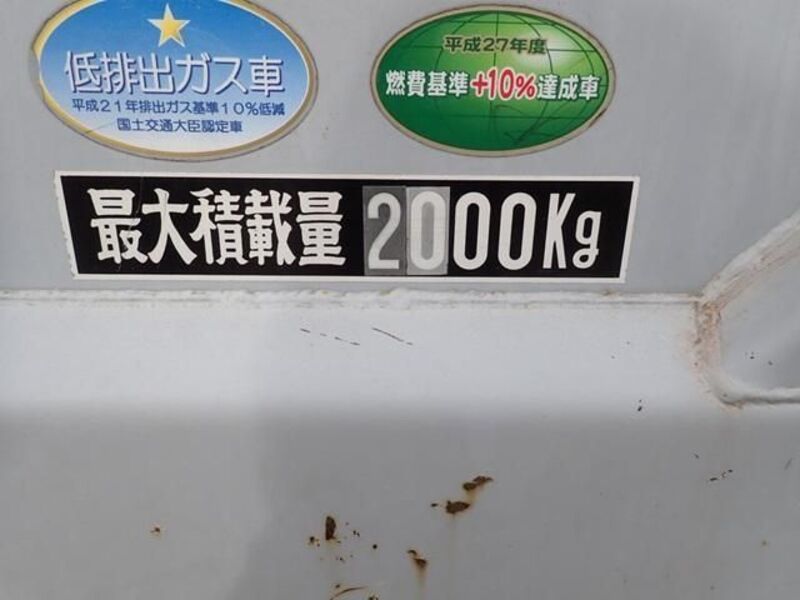 低排出ガス車
平成21年排出ガス基準10%低減
国土交通大臣認定車
平成27年度
燃費基準+10%達成車
最大積載量 2000Kg